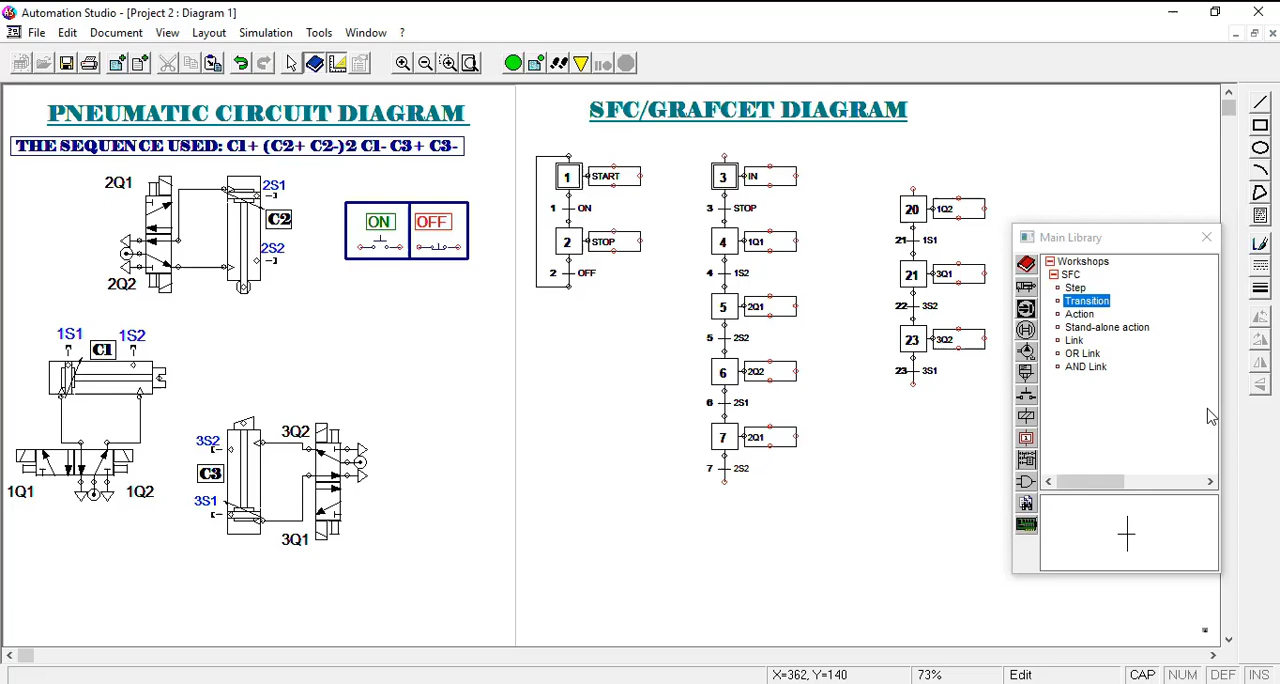 Automation Studio - [Project 2 : Diagram 1]
File Edit Document View Layout Simulation Tools Window ?
PNEUMATIC CIRCUIT DIAGRAM
THE SEQUENCE USED: C1+ (C2+ C2-)2 C1- C3+ C3-
2Q1
2S1
C2
2S2
2Q2
ON
OFF
1S1
1S2
C1
1Q1
1Q2
3S2
3Q2
C3
3S1
3Q1
SFC/GRAFCET DIAGRAM
1 START
1 ON
2 STOP
2 OFF
3 IN
3 STOP
4 1Q1
4 1S2
5 2Q1
5 2S2
6 2Q2
6 2S1
7 2Q1
7 2S2
20 1Q2
21 1S1
21 3Q1
22 3S2
23 3Q2
23 3S1
Main Library
Workshops
SFC
Step
Transition
Action
Stand-alone action
Link
OR Link
AND Link
X=362, Y=140
73%
Edit
CAP NUM DEF INS